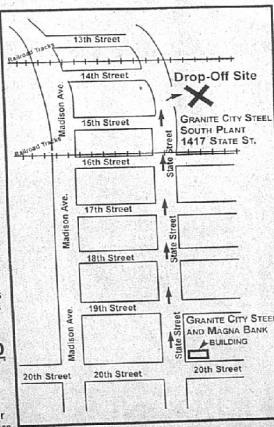 13th Street
Railroad Tracks
14th Street
Drop-Off Site
GRANITE CITY STEEL
SOUTH PLANT
1417 STATE ST.
Madison Ave.
15th Street
State Street
Railroad Tracks
16th Street
17th Street
Madison Ave.
State Street
18th Street
19th Street
Madison Ave.
State Street
GRANITE CITY STEEL
AND MAGNA BANK
BUILDING
20th Street
20th Street
20th Street